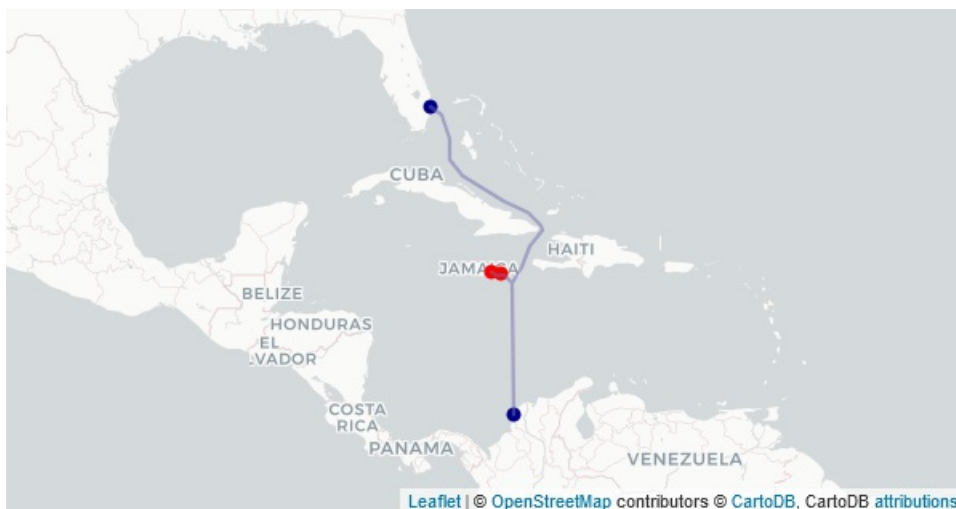 CUBA
HAITI
JAMAICA
BELIZE
HONDURAS
EL
LVADOR
COSTA
RICA
PANAMA
VENEZUELA
Leaflet | © OpenStreetMap contributors © CartoDB, CartoDB attributions